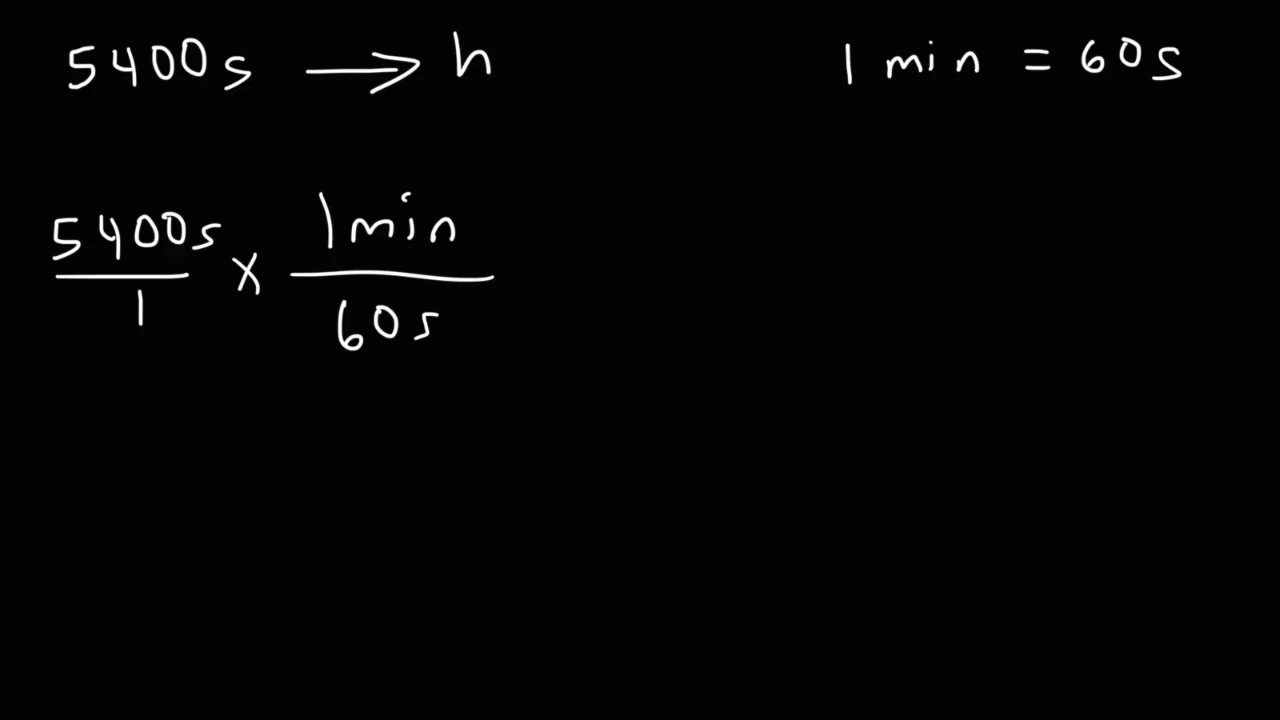 5400s → h
1 min = 60s
5400s/1 x 1min/60s